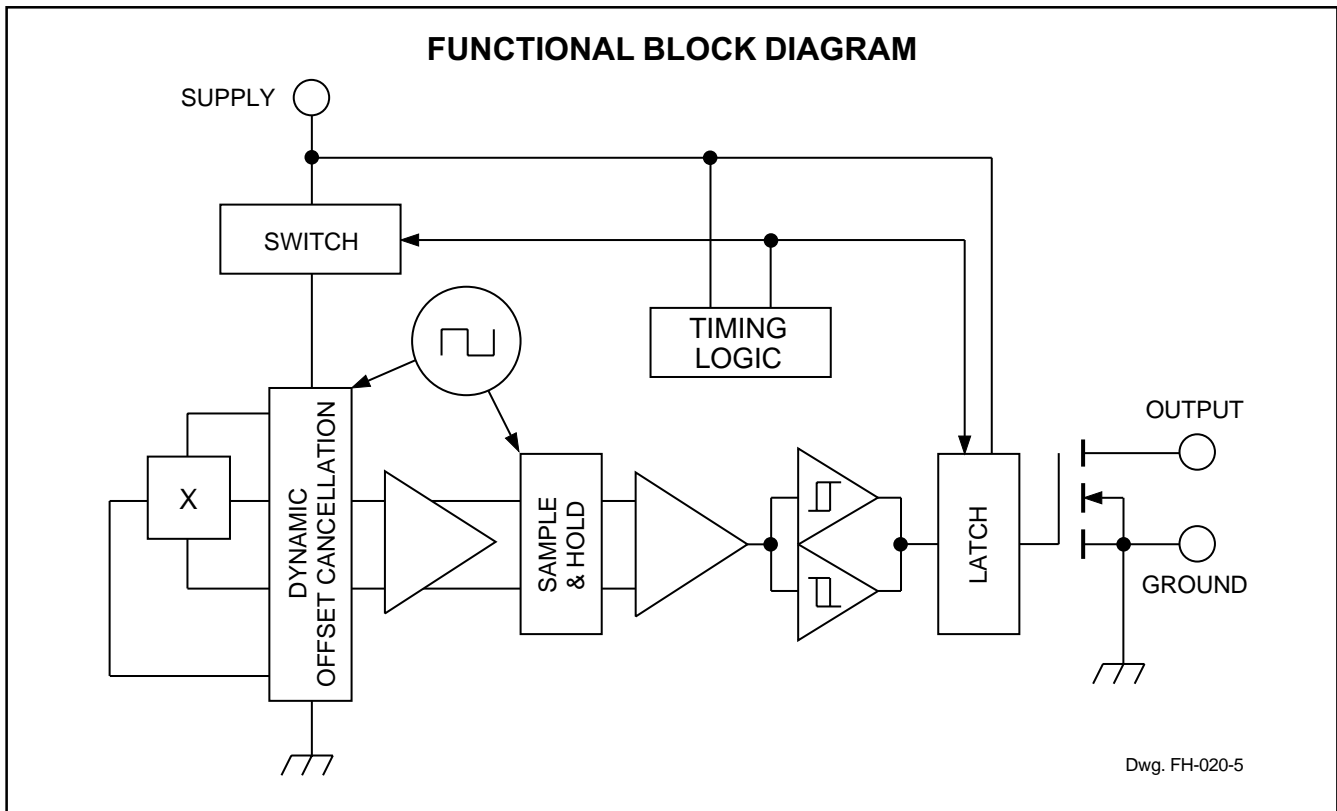 FUNCTIONAL BLOCK DIAGRAM
SUPPLY
SWITCH
TIMING
LOGIC
X
DYNAMIC
OFFSET CANCELLATION
SAMPLE
& HOLD
LATCH
OUTPUT
GROUND
Dwg. FH-020-5